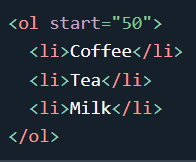 <ol start="50">
  <li>Coffee</li>
  <li>Tea</li>
  <li>Milk</li>
</ol>